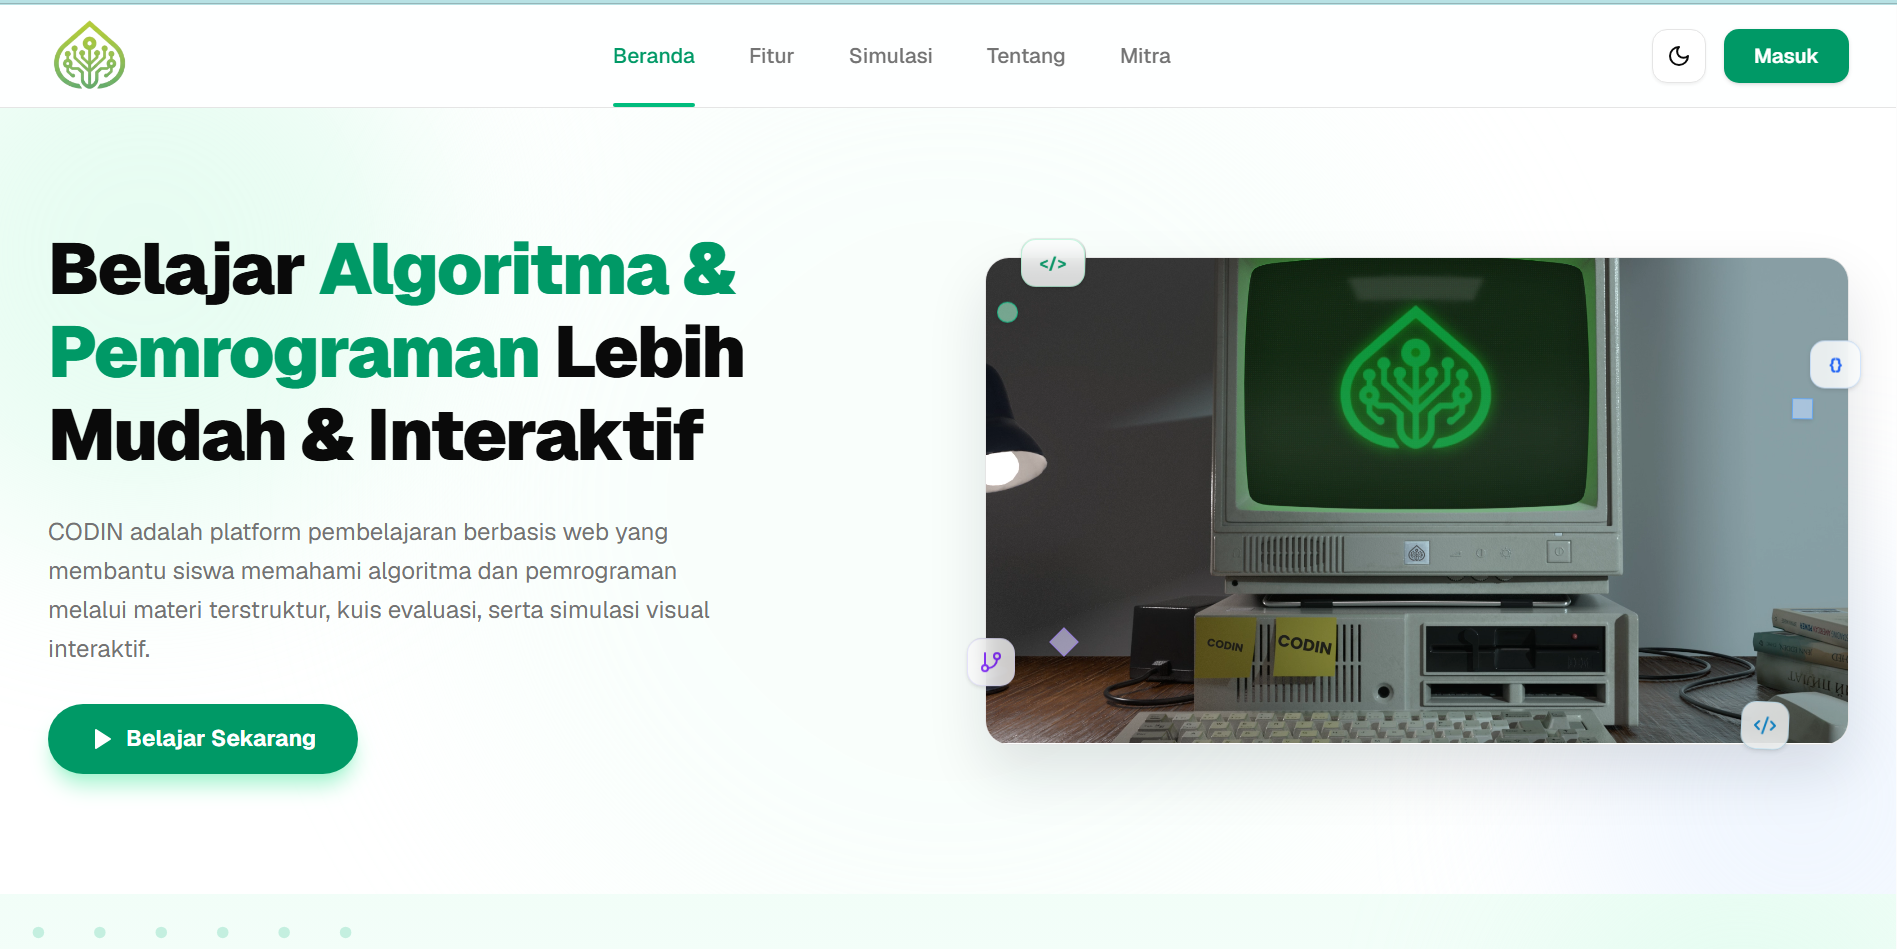 Beranda
Fitur
Simulasi
Tentang
Mitra
Masuk
Belajar Algoritma &
Pemrograman Lebih
Mudah & Interaktif
CODIN adalah platform pembelajaran berbasis web yang
membantu siswa memahami algoritma dan pemrograman
melalui materi terstruktur, kuis evaluasi, serta simulasi visual
interaktif.
Belajar Sekarang
</>
{}
CODIN
CODIN
</>